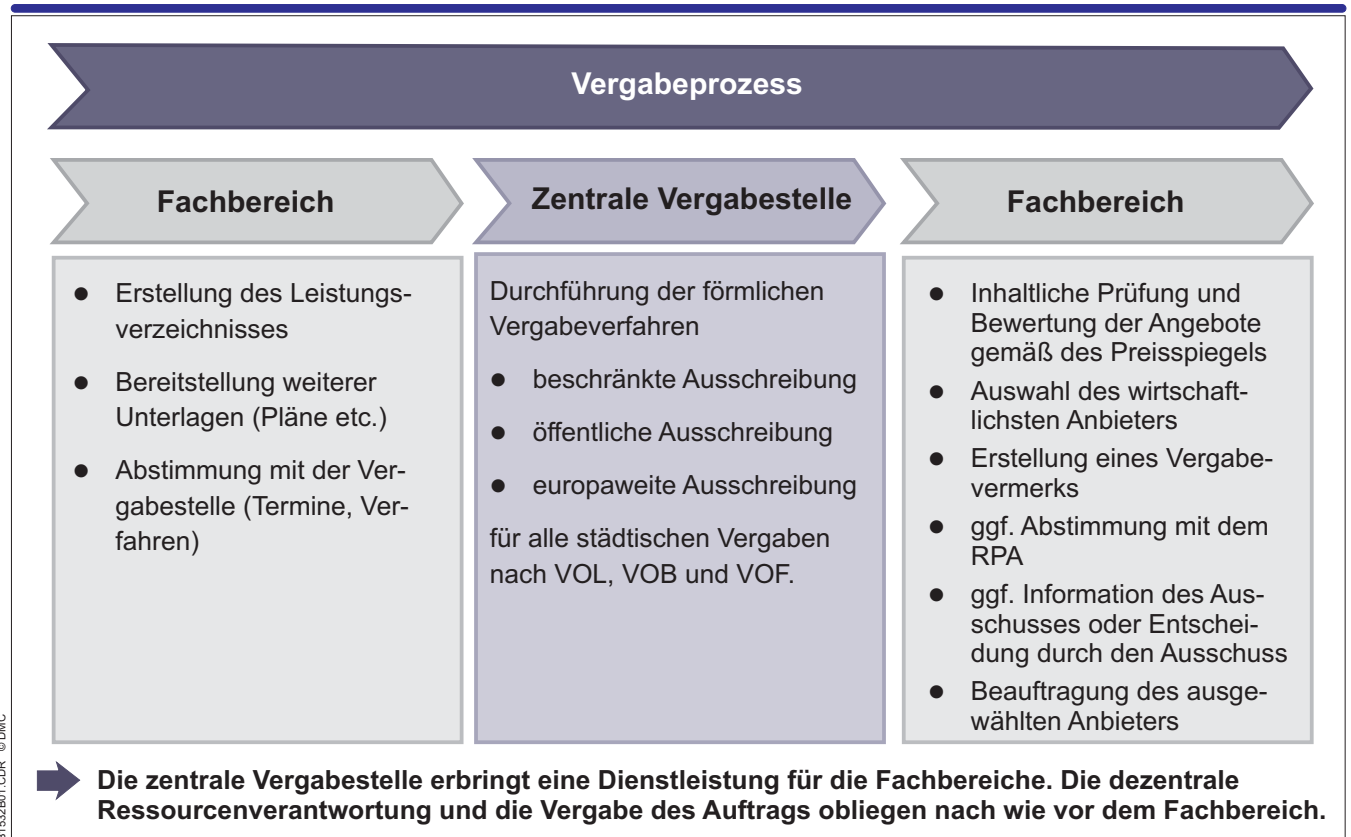 Vergabeprozess
Fachbereich
● Erstellung des Leistungs-
verzeichnisses
● Bereitstellung weiterer
Unterlagen (Pläne etc.)
● Abstimmung mit der Ver-
gabestelle (Termine, Ver-
fahren)
Zentrale Vergabestelle
Durchführung der förmlichen
Vergabeverfahren
● beschränkte Ausschreibung
● öffentliche Ausschreibung
● europaweite Ausschreibung
für alle städtischen Vergaben
nach VOL, VOB und VOF.
Fachbereich
● Inhaltliche Prüfung und
Bewertung der Angebote
gemäß des Preisspiegels
● Auswahl des wirtschaft-
lichsten Anbieters
● Erstellung eines Vergabe-
vermerks
● ggf. Abstimmung mit dem
RPA
● ggf. Information des Aus-
schusses oder Entschei-
dung durch den Ausschuss
● Beauftragung des ausge-
wählten Anbieters
Die zentrale Vergabestelle erbringt eine Dienstleistung für die Fachbereiche. Die dezentrale
Ressourcenverantwortung und die Vergabe des Auftrags obliegen nach wie vor dem Fachbereich.
© DMC